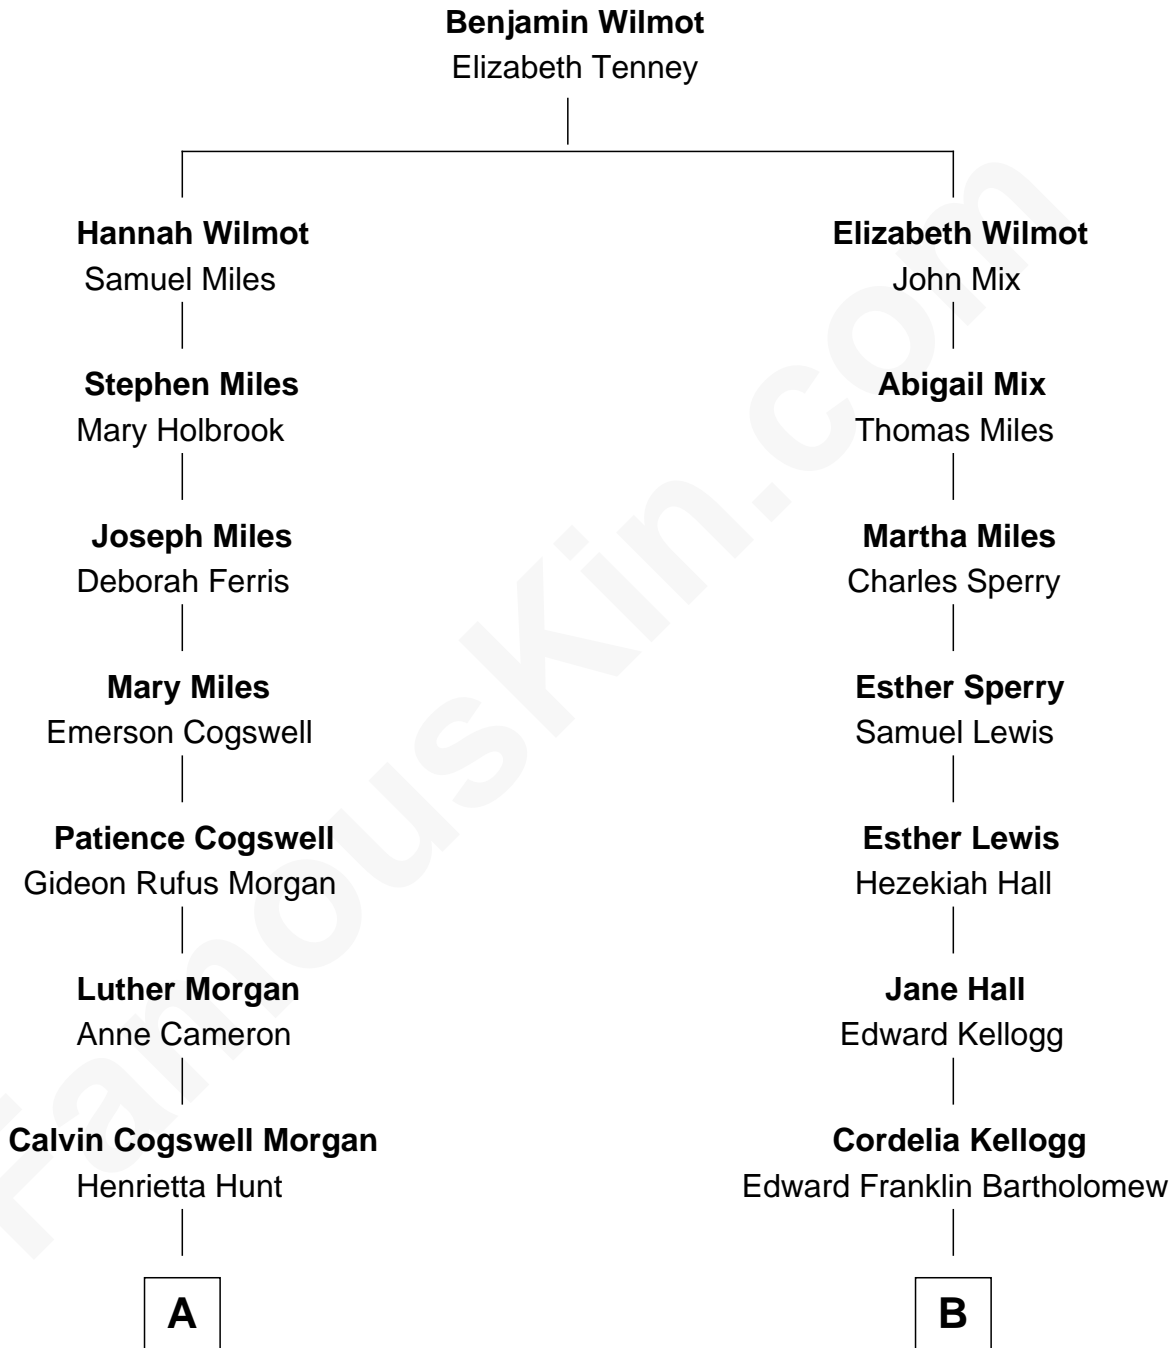 Benjamin Wilmot
Elizabeth Tenney
Hannah Wilmot
Samuel Miles
Elizabeth Wilmot
John Mix
Stephen Miles
Mary Holbrook
Abigail Mix
Thomas Miles
Joseph Miles
Deborah Ferris
Martha Miles
Charles Sperry
Mary Miles
Emerson Cogswell
Esther Sperry
Samuel Lewis
Patience Cogswell
Gideon Rufus Morgan
Esther Lewis
Hezekiah Hall
Luther Morgan
Anne Cameron
Jane Hall
Edward Kellogg
Calvin Cogswell Morgan
Henrietta Hunt
Cordelia Kellogg
Edward Franklin Bartholomew
A
B
FamousKin.com